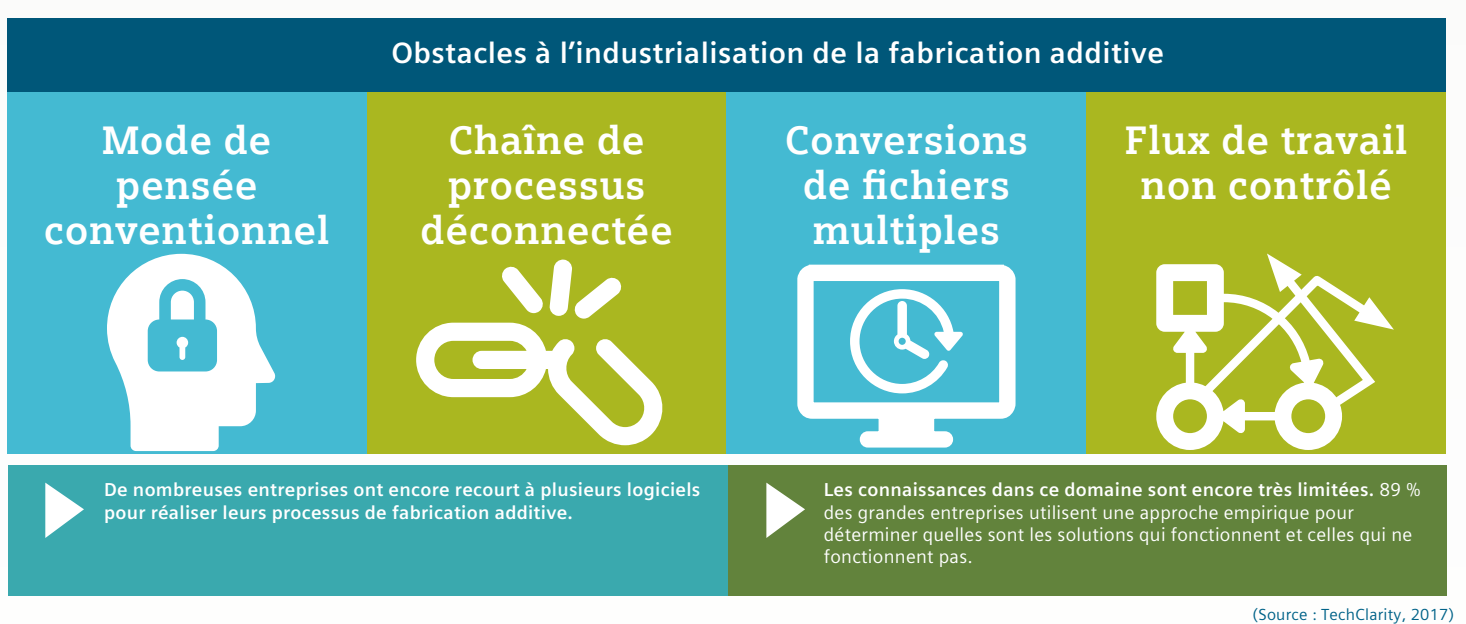 Obstacles à l’industrialisation de la fabrication additive
Mode de
pensée
conventionnel
Chaîne de
processus
déconnectée
Conversions
de fichiers
multiples
Flux de travail
non contrôlé
De nombreuses entreprises ont encore recourt à plusieurs logiciels
pour réaliser leurs processus de fabrication additive.
Les connaissances dans ce domaine sont encore très limitées. 89 %
des grandes entreprises utilisent une approche empirique pour
déterminer quelles sont les solutions qui fonctionnent et celles qui ne
fonctionnent pas.
(Source : TechClarity, 2017)